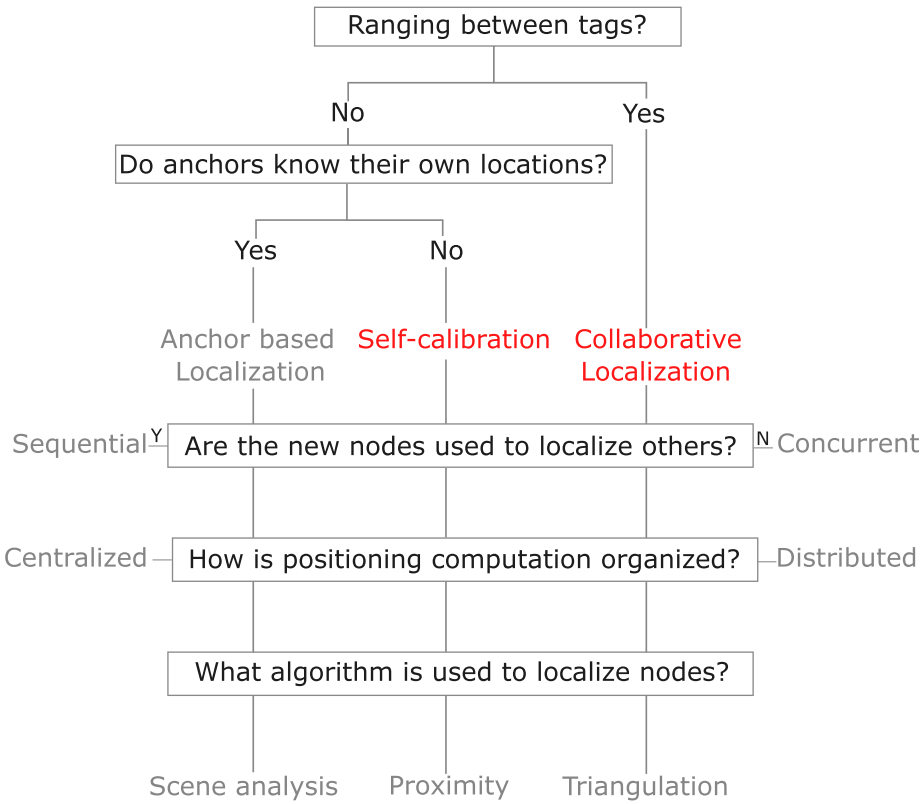 Ranging between tags?
No
Yes
Do anchors know their own locations?
Yes
No
Anchor based
Localization
Self-calibration
Collaborative
Localization
Sequential
Y
Are the new nodes used to localize others?
N
Concurrent
Centralized
How is positioning computation organized?
Distributed
What algorithm is used to localize nodes?
Scene analysis
Proximity
Triangulation